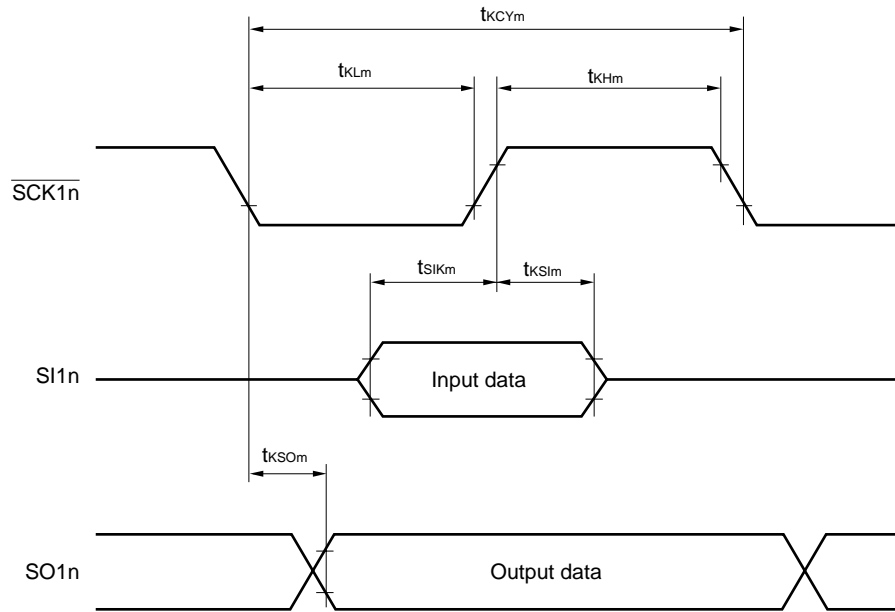 tKCYm
tKLm
tKHm
SCK1n
tSIKm
tKSIm
SI1n
Input data
tKSOm
SO1n
Output data